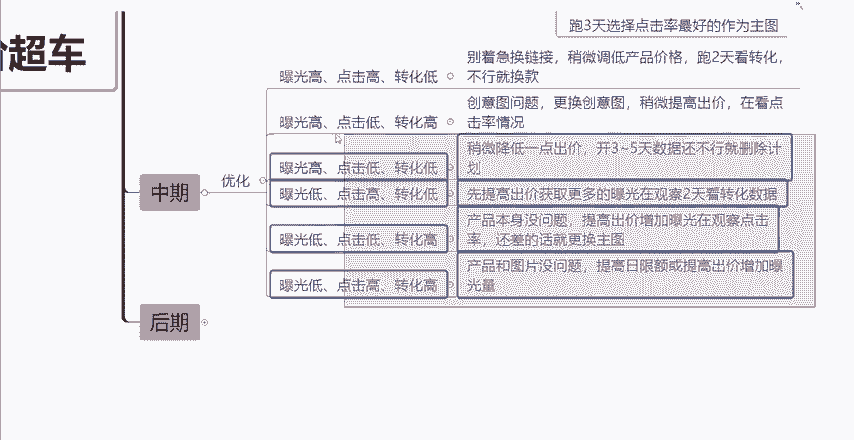 跑3天选择点击率最好的作为主图
超车
曝光高、点击高、转化低
别着急换链接，稍微调低产品价格，跑2天看转化，
不行就换款
曝光高、点击低、转化高
创意图问题，更换创意图，稍微提高出价，在看点
击率情况
曝光高、点击低、转化低
稍微降低一点出价，开3~5天数据还不行就删除计
划
中期
优化
曝光低、点击高、转化低
先提高出价获取更多的曝光在观察2天看转化数据
曝光低、点击低、转化高
产品本身没问题，提高出价增加曝光在观察点击
率，还差的话就更换主图
曝光低、点击高、转化高
产品和图片没问题，提高日限额或提高出价增加曝
光量
后期